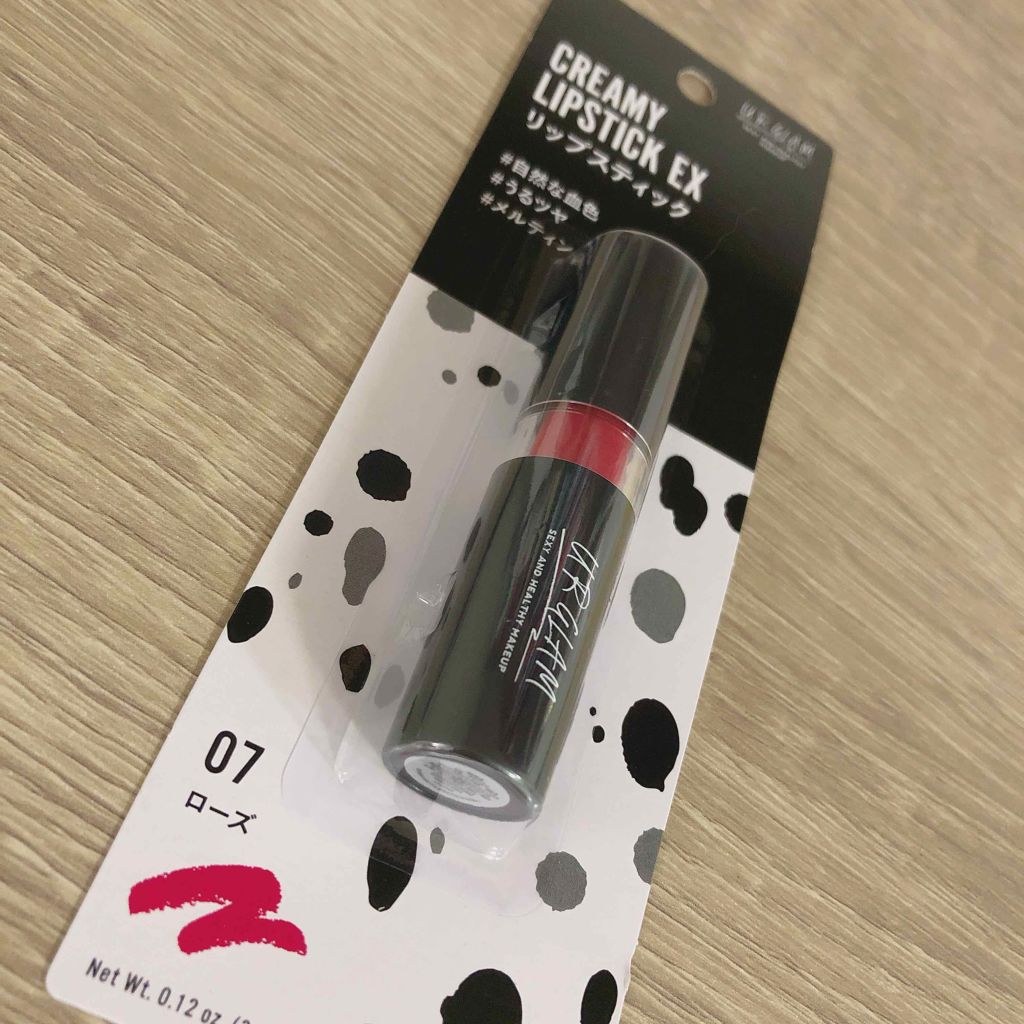 CREAMY
LIPSTICK EX
リップスティック
#自然な血色
#うるツヤ
#メルティン
UR GLAM
URGLAM
SEXY AND HEALTHY MAKEUP
07
ローズ
Net Wt. 0.12 oz.